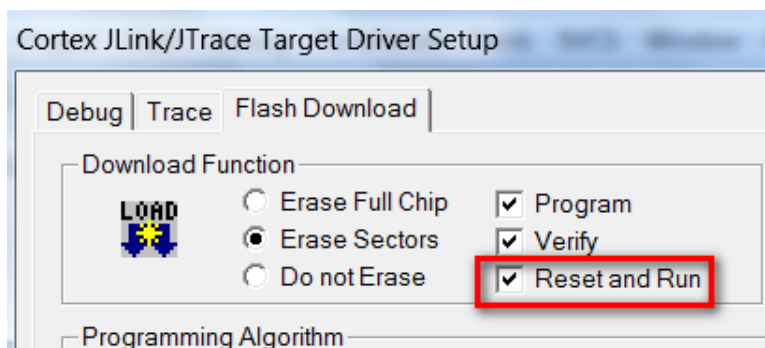 Cortex JLink/JTrace Target Driver Setup
Debug Trace Flash Download
Download Function
LOAD
Erase Full Chip Program
Erase Sectors Verify
Do not Erase Reset and Run
Programming Algorithm